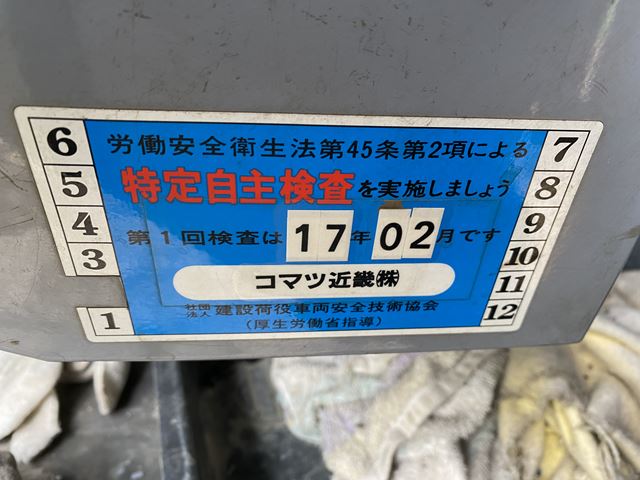 労働安全衛生法第45条第2項による
特定自主検査を実施しましょう
第1回検査は 17年 02月です
コマツ近畿㈱
社団法人 建設荷役車両安全技術協会
(厚生労働省指導)
6
5
4
3
1
7
8
9
10
11
12